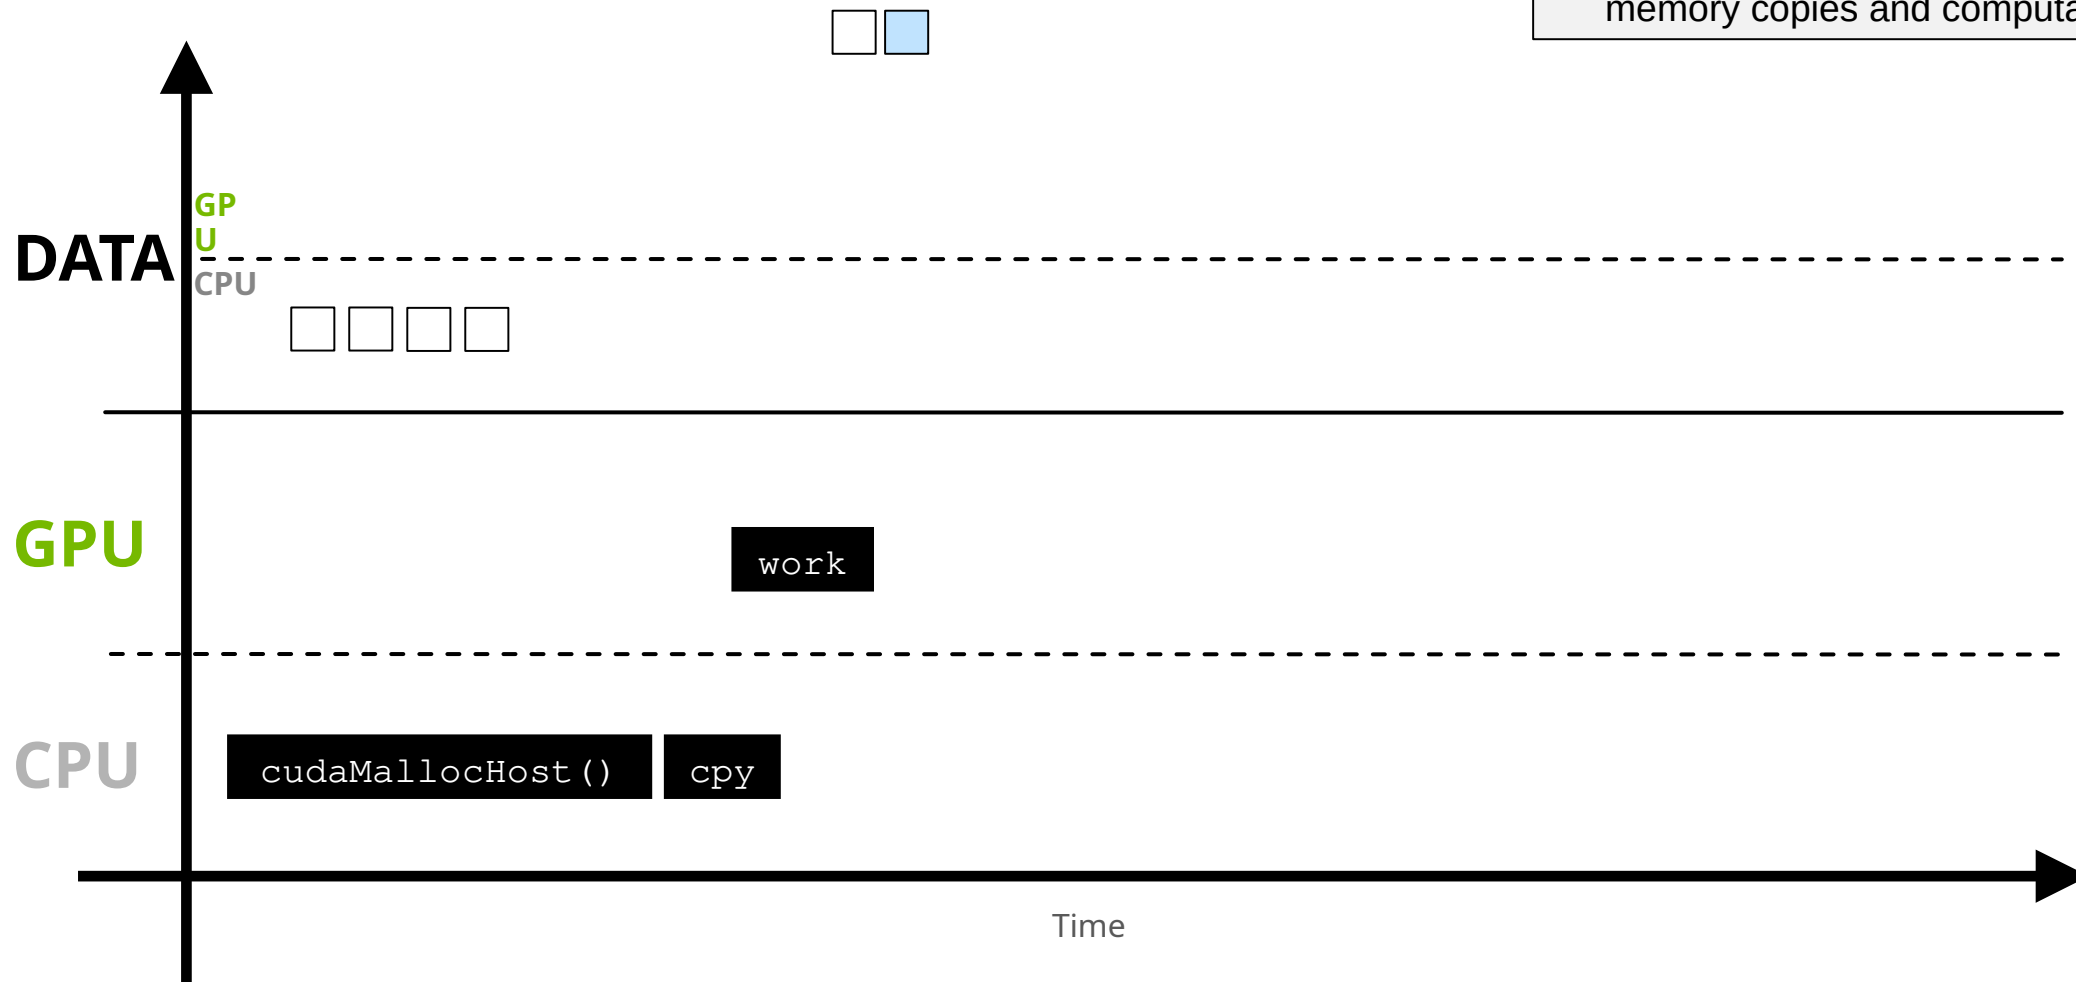 memory copies and computa
GP
U
DATA
CPU
GPU
work
CPU
cudaMallocHost() cpy
Time